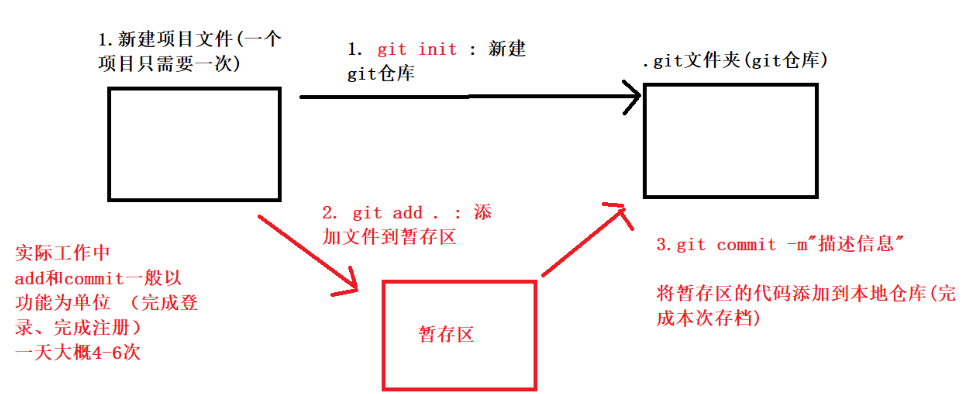 1.新建项目文件(一个
项目只需要一次)
1. git init : 新建
git仓库
.git文件夹(git仓库)
2. git add . : 添
加文件到暂存区
实际工作中
add和commit一般以
功能为单位 （完成登
录、完成注册）
一天大概4-6次
暂存区
3.git commit -m"描述信息"
将暂存区的代码添加到本地仓库(完
成本次存档)